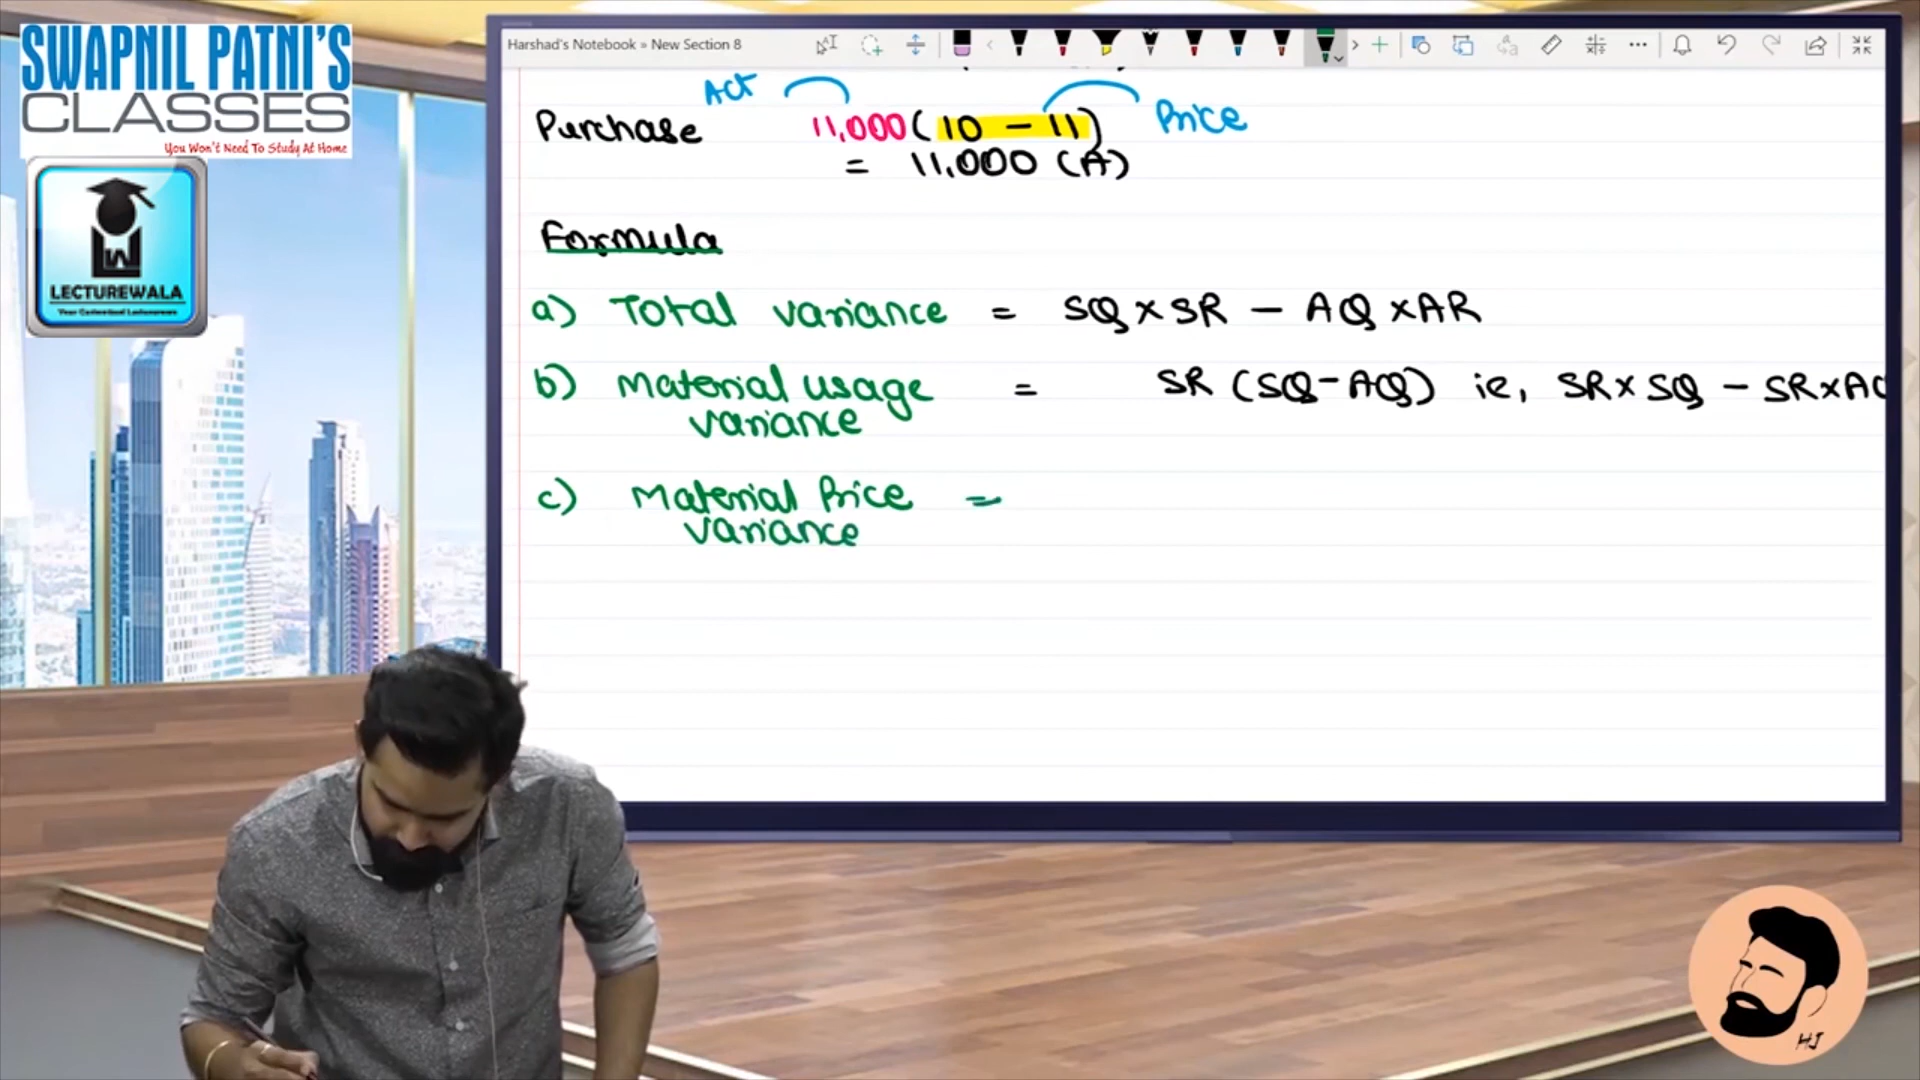 SWAPNIL PATNI'S
CLASSES
You Won't Need To Study At Home
LW
LECTUREWALA
Harshad's Notebook » New Section 8
Act
Purchase 11,000 (10 – 11) Price
= 11,000 (A)
Formula
a) Total variance = SQ × SR – AQ × AR
b) Material usage variance = SR (SQ – AQ) ie, SR × SQ – SR × AQ
c) Material Price variance =
HJ